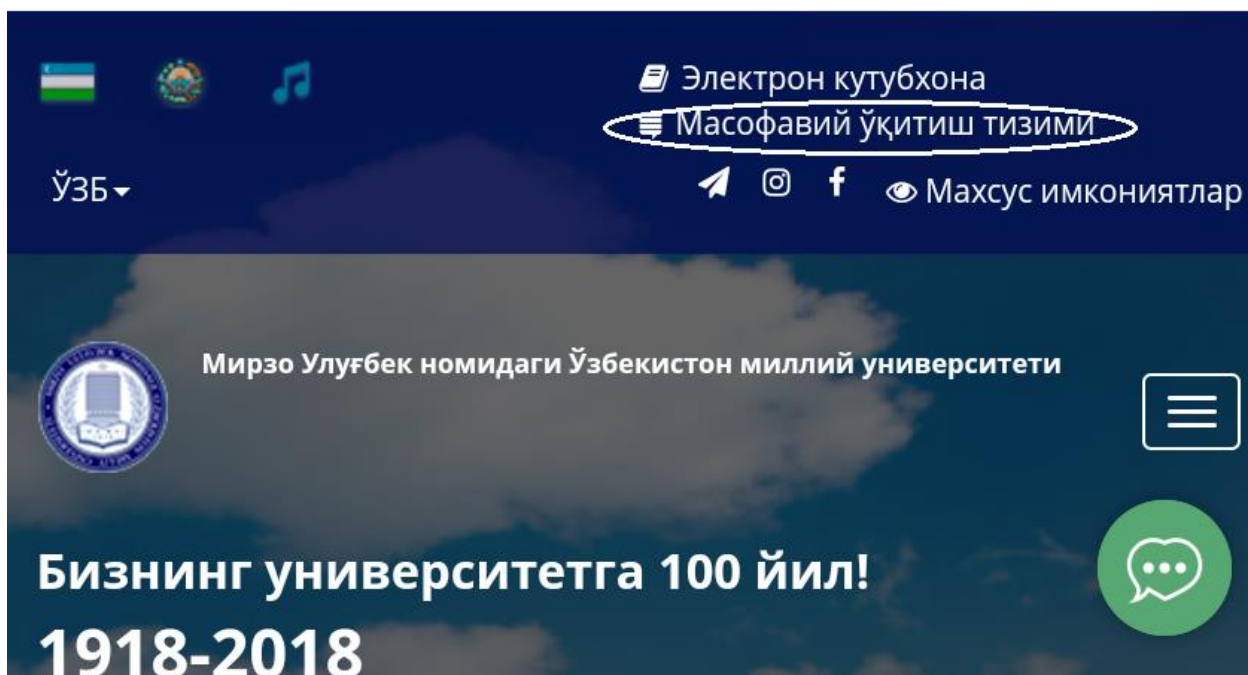 Электрон кутубхона
Масофавий ўқитиш тизими
ЎЗБ
Махсус имкониятлар
Мирзо Улуғбек номидаги Ўзбекистон миллий университети
Бизнинг университетга 100 йил!
1918-2018